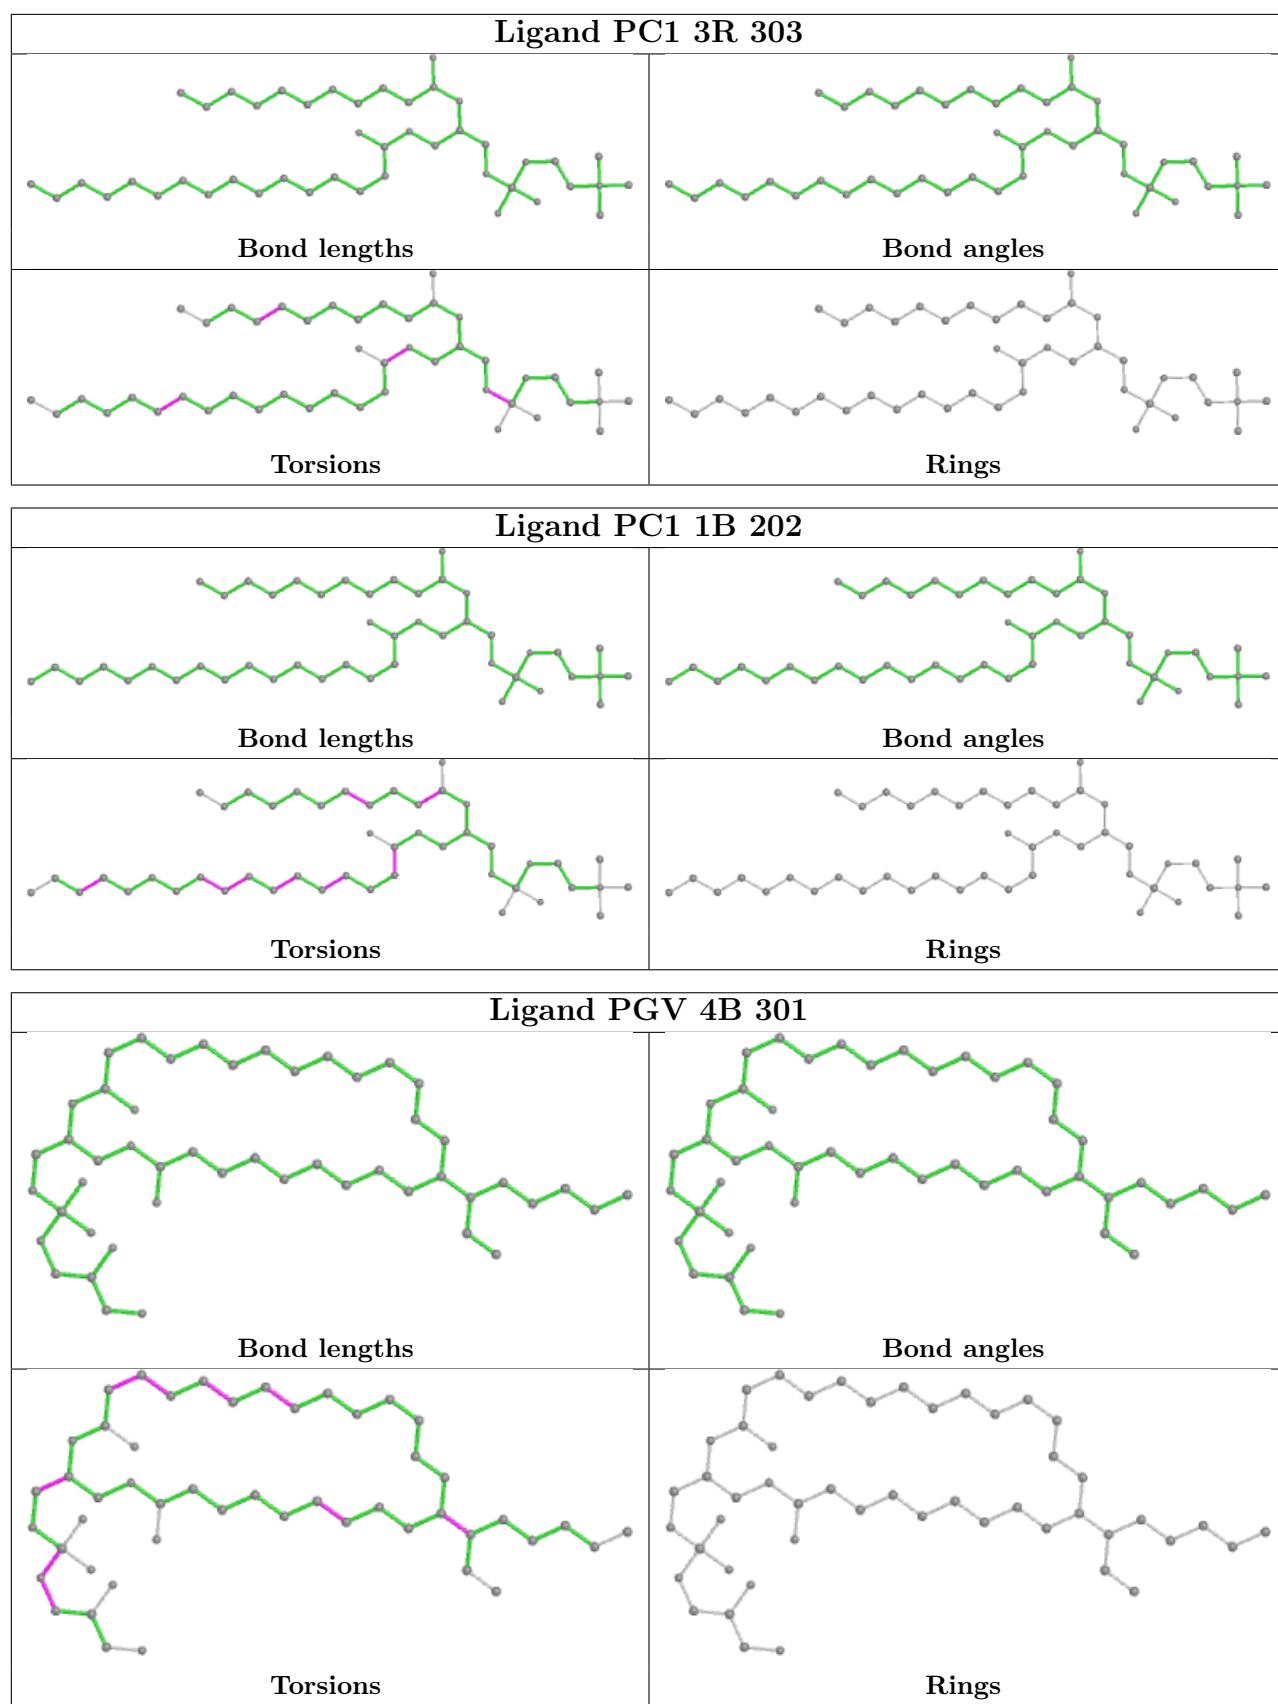 Ligand PC1 3R 303
Bond lengths
Bond angles
Torsions
Rings
Ligand PC1 1B 202
Bond lengths
Bond angles
Torsions
Rings
Ligand PGV 4B 301
Bond lengths
Bond angles
Torsions
Rings